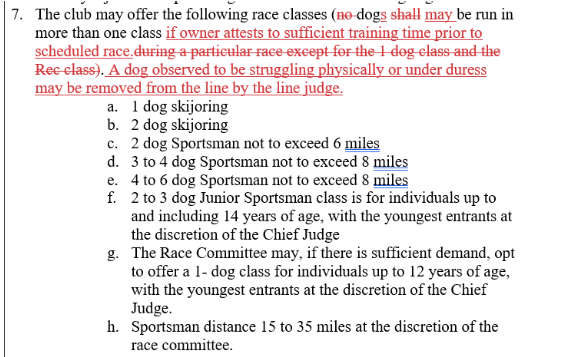 7. The club may offer the following race classes (no dogs shall may be run in
more than one class if owner attests to sufficient training time prior to
scheduled race.during a particular race except for the 1 dog class and the
Rec class). A dog observed to be struggling physically or under duress
may be removed from the line by the line judge.
a. 1 dog skijoring
b. 2 dog skijoring
c. 2 dog Sportsman not to exceed 6 miles
d. 3 to 4 dog Sportsman not to exceed 8 miles
e. 4 to 6 dog Sportsman not to exceed 8 miles
f. 2 to 3 dog Junior Sportsman class is for individuals up to
and including 14 years of age, with the youngest entrants at
the discretion of the Chief Judge
g. The Race Committee may, if there is sufficient demand, opt
to offer a 1- dog class for individuals up to 12 years of age,
with the youngest entrants at the discretion of the Chief
Judge.
h. Sportsman distance 15 to 35 miles at the discretion of the
race committee.